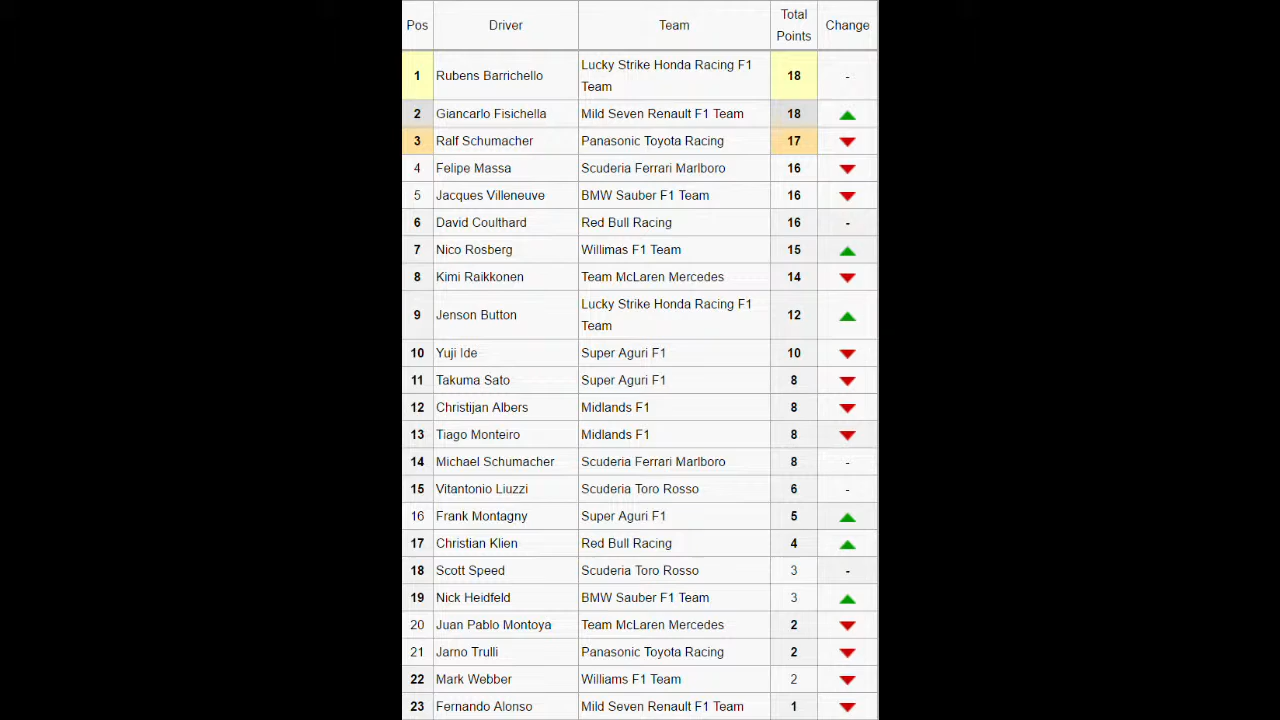 Pos Driver Team Total Points Change
1 Rubens Barrichello Lucky Strike Honda Racing F1 Team 18 -
2 Giancarlo Fisichella Mild Seven Renault F1 Team 18
3 Ralf Schumacher Panasonic Toyota Racing 17
4 Felipe Massa Scuderia Ferrari Marlboro 16
5 Jacques Villeneuve BMW Sauber F1 Team 16
6 David Coulthard Red Bull Racing 16 -
7 Nico Rosberg Willimas F1 Team 15
8 Kimi Raikkonen Team McLaren Mercedes 14
9 Jenson Button Lucky Strike Honda Racing F1 Team 12
10 Yuji Ide Super Aguri F1 10
11 Takuma Sato Super Aguri F1 8
12 Christijan Albers Midlands F1 8
13 Tiago Monteiro Midlands F1 8
14 Michael Schumacher Scuderia Ferrari Marlboro 8 -
15 Vitantonio Liuzzi Scuderia Toro Rosso 6 -
16 Frank Montagny Super Aguri F1 5
17 Christian Klien Red Bull Racing 4
18 Scott Speed Scuderia Toro Rosso 3 -
19 Nick Heidfeld BMW Sauber F1 Team 3
20 Juan Pablo Montoya Team McLaren Mercedes 2
21 Jarno Trulli Panasonic Toyota Racing 2
22 Mark Webber Williams F1 Team 2
23 Fernando Alonso Mild Seven Renault F1 Team 1